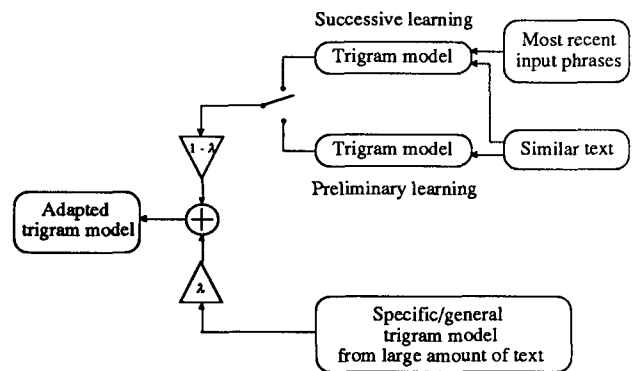 Successive learning
Trigram model
Most recent
input phrases
1 - λ
Trigram model
Similar text
Preliminary learning
Adapted
trigram model
λ
Specific/general
trigram model
from large amount of text